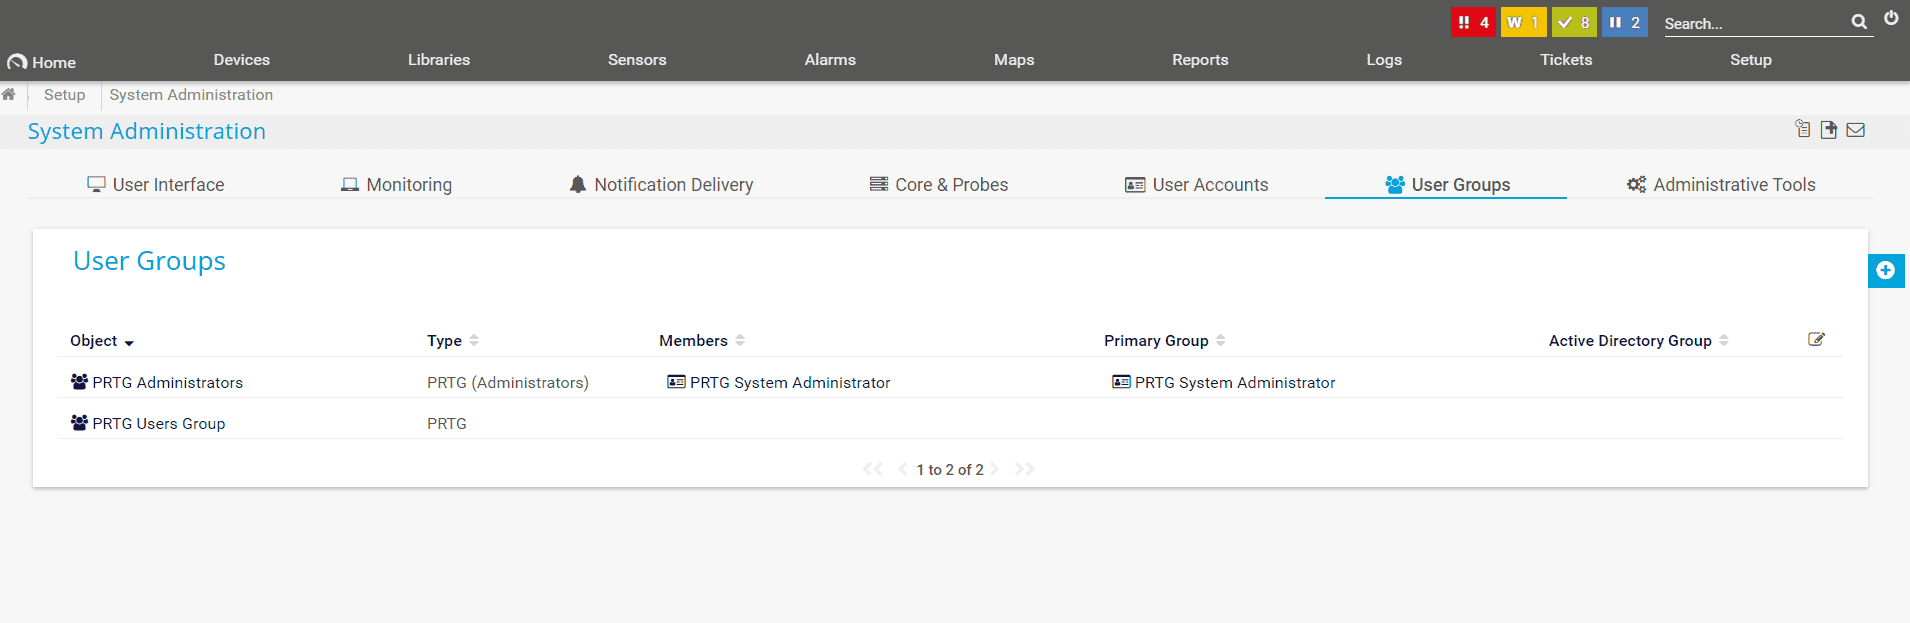 4 W 1 8 2 Search...
Home Devices Libraries Sensors Alarms Maps Reports Logs Tickets Setup
Setup System Administration
System Administration
User Interface Monitoring Notification Delivery Core & Probes User Accounts User Groups Administrative Tools
User Groups
Object Type Members Primary Group Active Directory Group
PRTG Administrators PRTG (Administrators) PRTG System Administrator PRTG System Administrator
PRTG Users Group PRTG
1 to 2 of 2